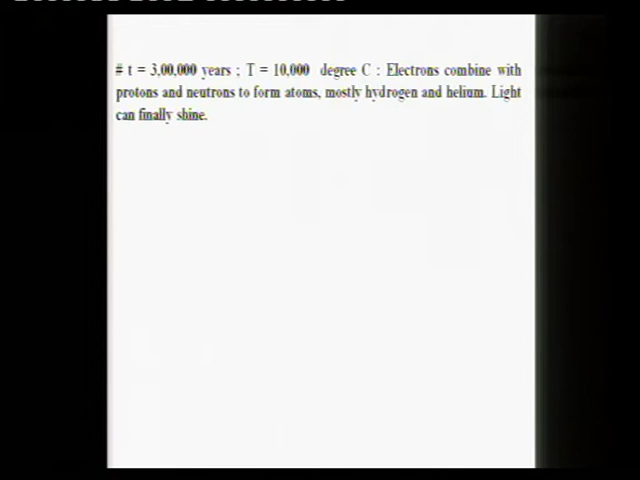 # t = 3,00,000 years ; T = 10,000 degree C : Electrons combine with
protons and neutrons to form atoms, mostly hydrogen and helium. Light
can finally shine.